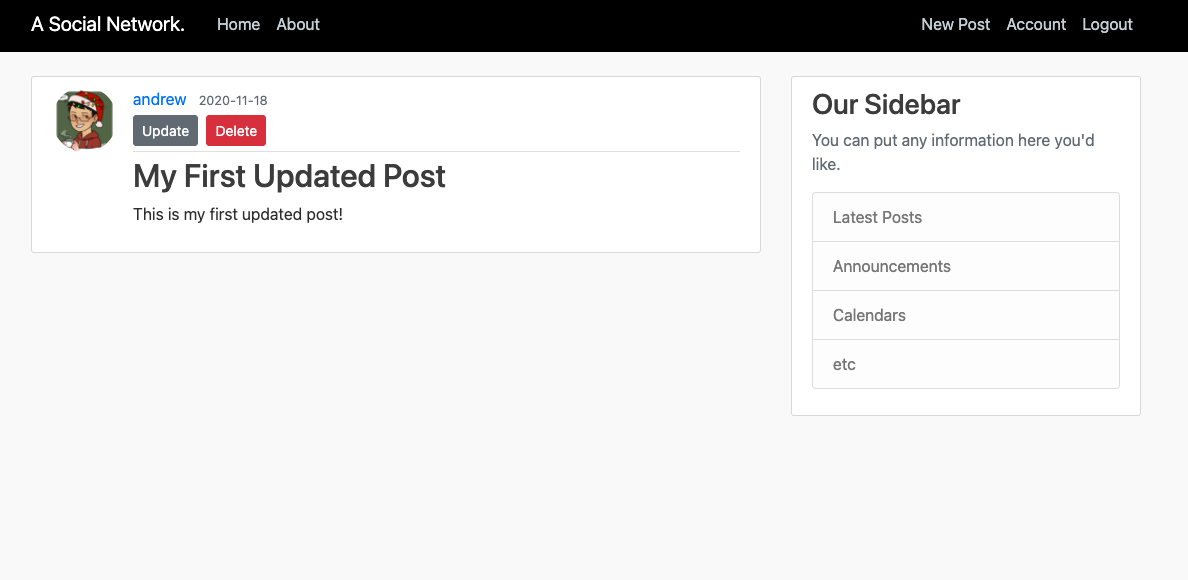 A Social Network. Home About New Post Account Logout
andrew 2020-11-18
Update Delete
My First Updated Post
This is my first updated post!
Our Sidebar
You can put any information here you'd
like.
Latest Posts
Announcements
Calendars
etc